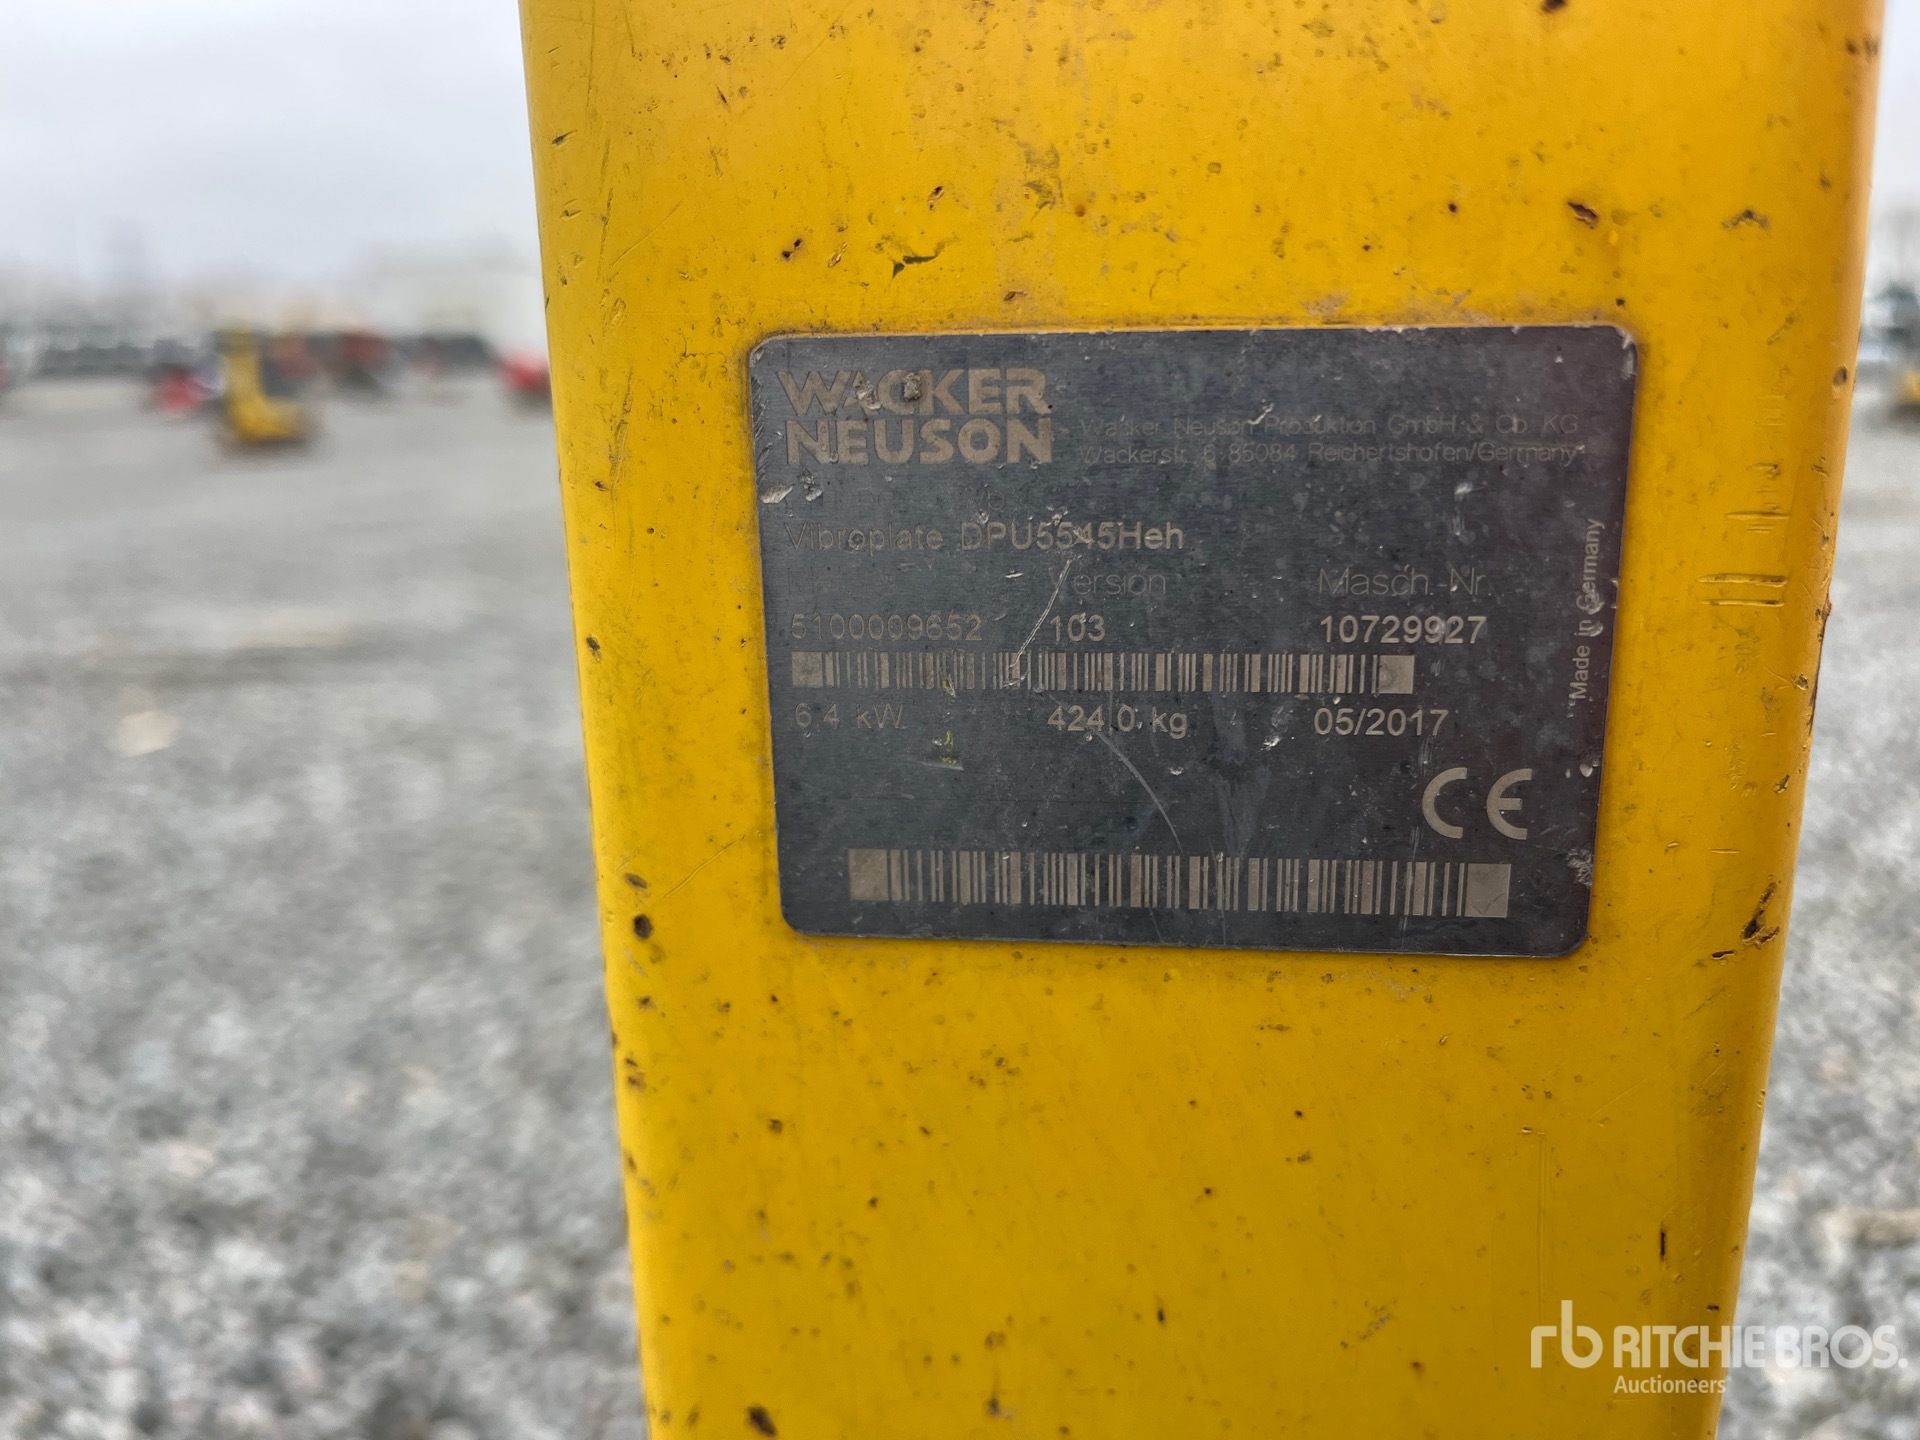 WACKER
NEUSON
Wacker Neuson Produktion GmbH & Co. KG
Wackerstr. 6 85084 Reichertshofen/Germany
Vibroplate DPU5545Heh
Version Masch.-Nr.
5100009652 103 10729927
6.4 kW 424.0 kg 05/2017
CE
Made in Germany
rb RITCHIE BROS.
Auctioneers